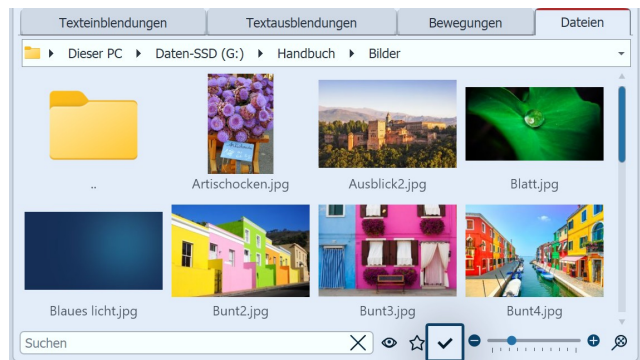 Texteinblendungen Textausblendungen Bewegungen Dateien
Dieser PC Daten-SSD (G:) Handbuch Bilder
.. Artischocken.jpg Ausblick2.jpg Blatt.jpg
Blaues licht.jpg Bunt2.jpg Bunt3.jpg Bunt4.jpg
Suchen